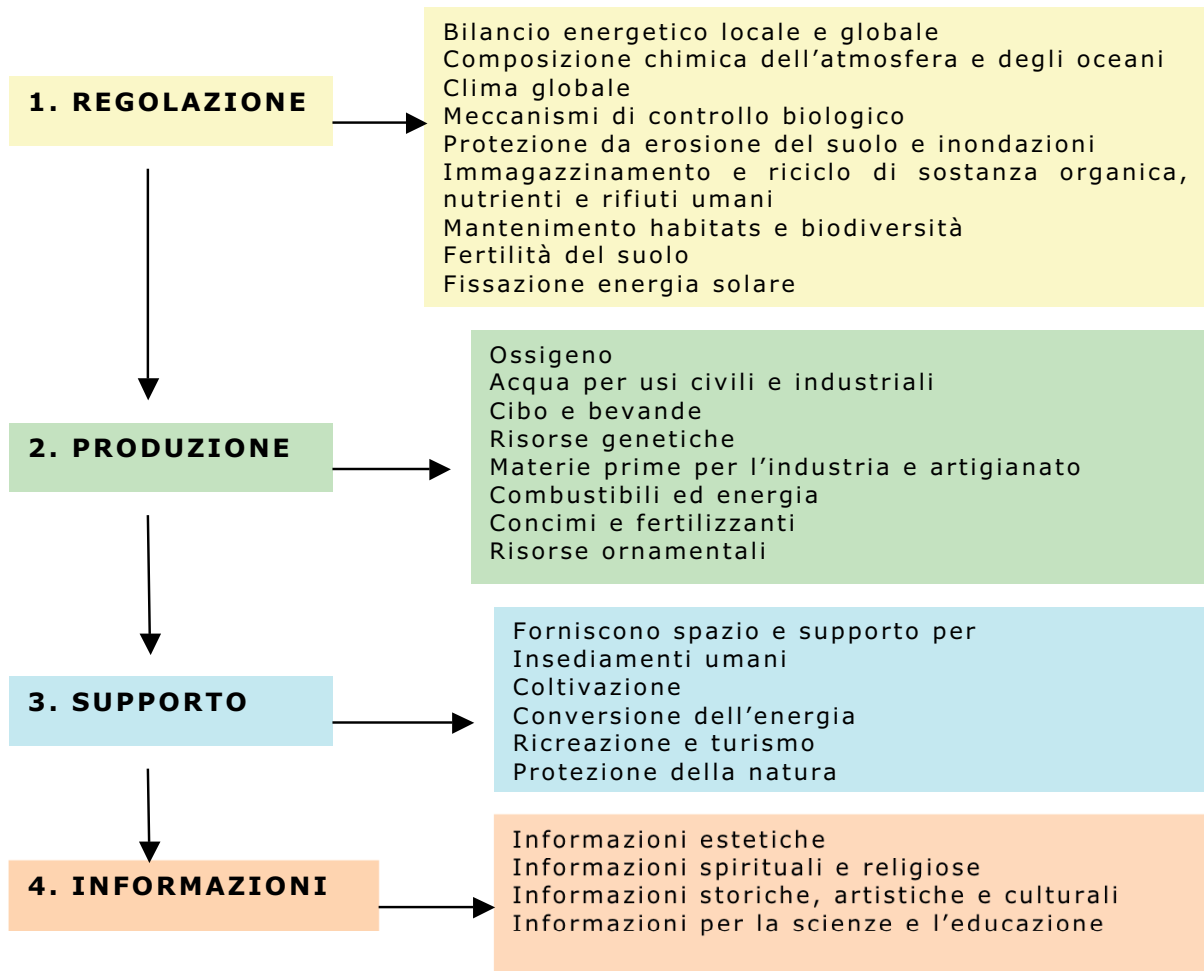 1. REGOLAZIONE
Bilancio energetico locale e globale
Composizione chimica dell’atmosfera e degli oceani
Clima globale
Meccanismi di controllo biologico
Protezione da erosione del suolo e inondazioni
Immagazzinamento e riciclo di sostanza organica,
nutrienti e rifiuti umani
Mantenimento habitats e biodiversità
Fertilità del suolo
Fissazione energia solare
2. PRODUZIONE
Ossigeno
Acqua per usi civili e industriali
Cibo e bevande
Risorse genetiche
Materie prime per l’industria e artigianato
Combustibili ed energia
Concimi e fertilizzanti
Risorse ornamentali
3. SUPPORTO
Forniscono spazio e supporto per
Insediamenti umani
Coltivazione
Conversione dell’energia
Ricreazione e turismo
Protezione della natura
4. INFORMAZIONI
Informazioni estetiche
Informazioni spirituali e religiose
Informazioni storiche, artistiche e culturali
Informazioni per la scienze e l’educazione